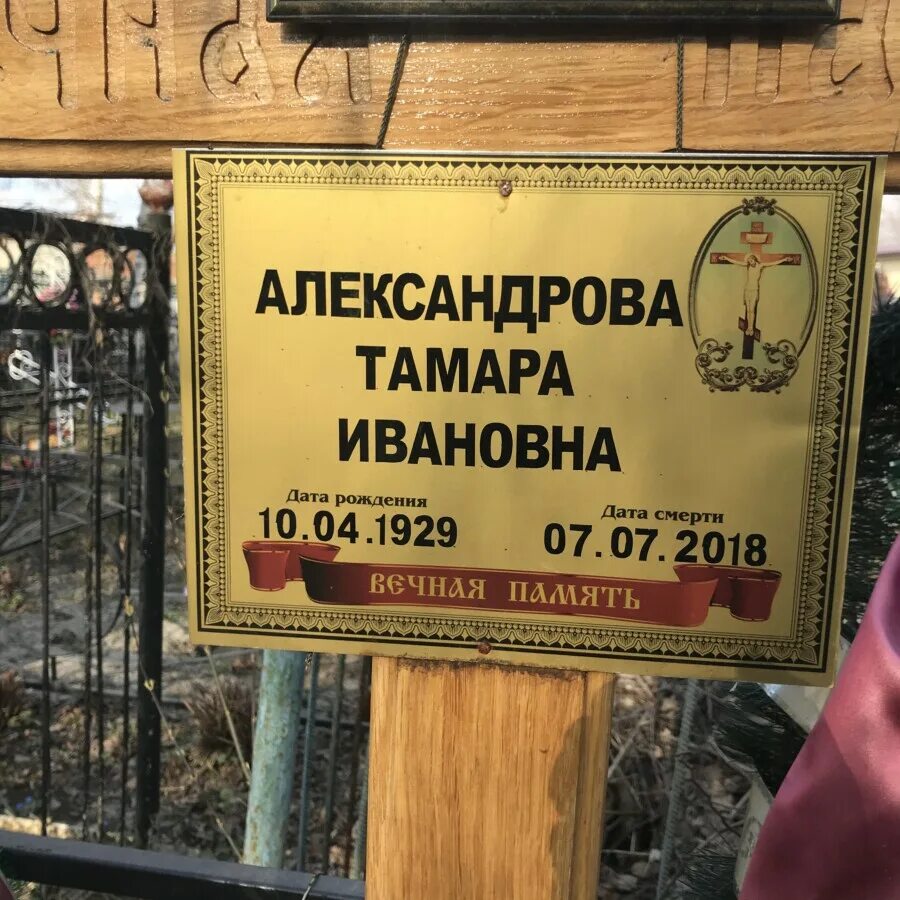 АЛЕКСАНДРОВА
ТАМАРА
ИВАНОВНА
Дата рождения
10.04.1929
Дата смерти
07.07.2018
ВЕЧНАЯ ПАМЯТЬ